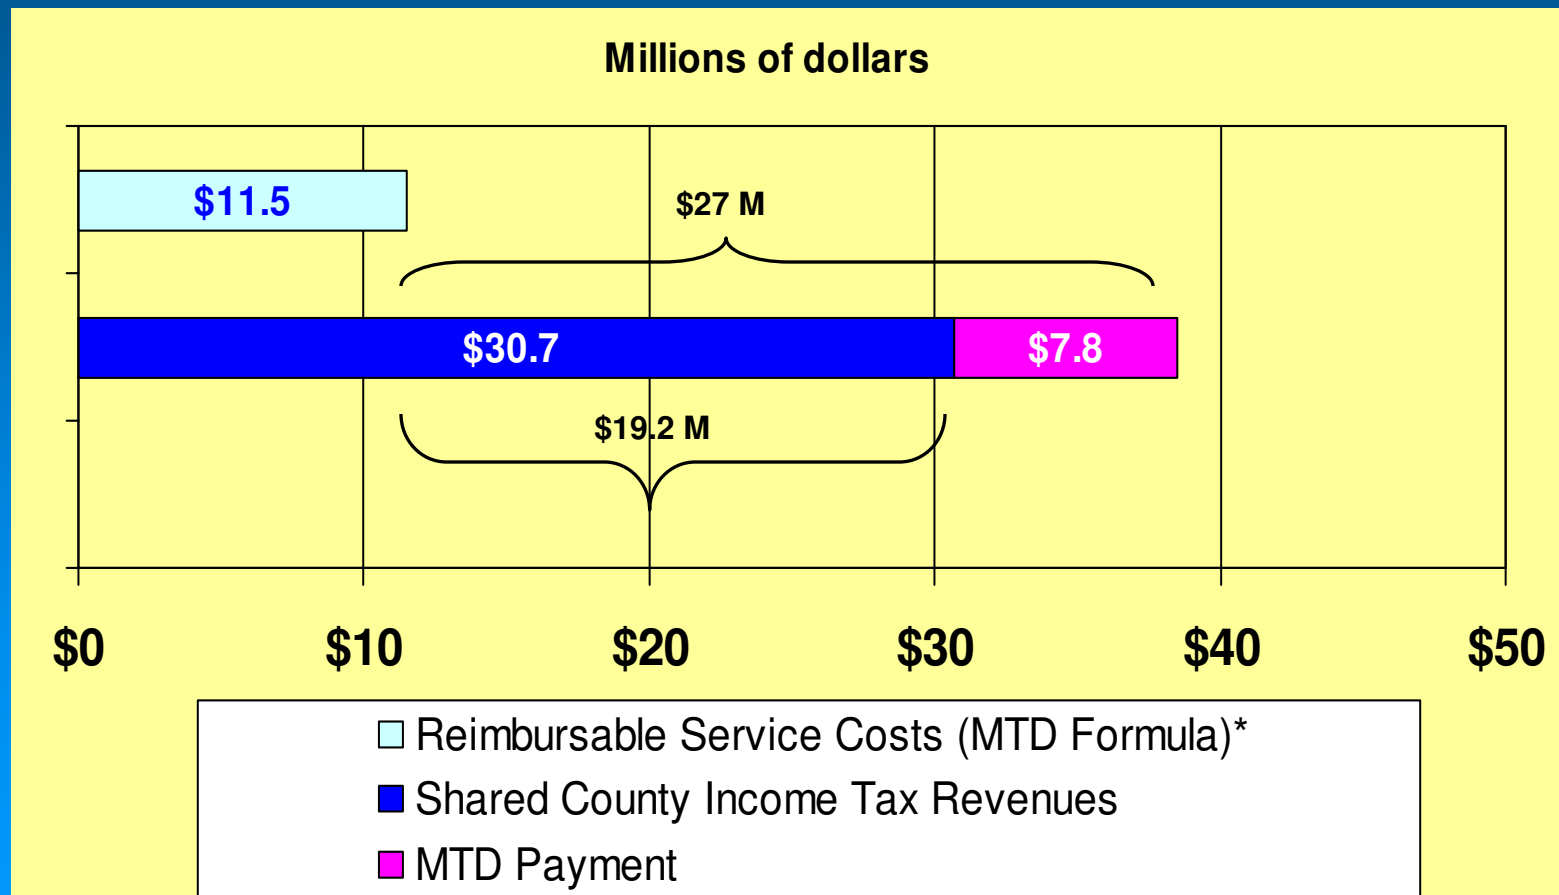 Millions of dollars
$11.5
$27 M
$30.7 $7.8
$19.2 M
$0 $10 $20 $30 $40 $50
Reimbursable Service Costs (MTD Formula)*
Shared County Income Tax Revenues
MTD Payment